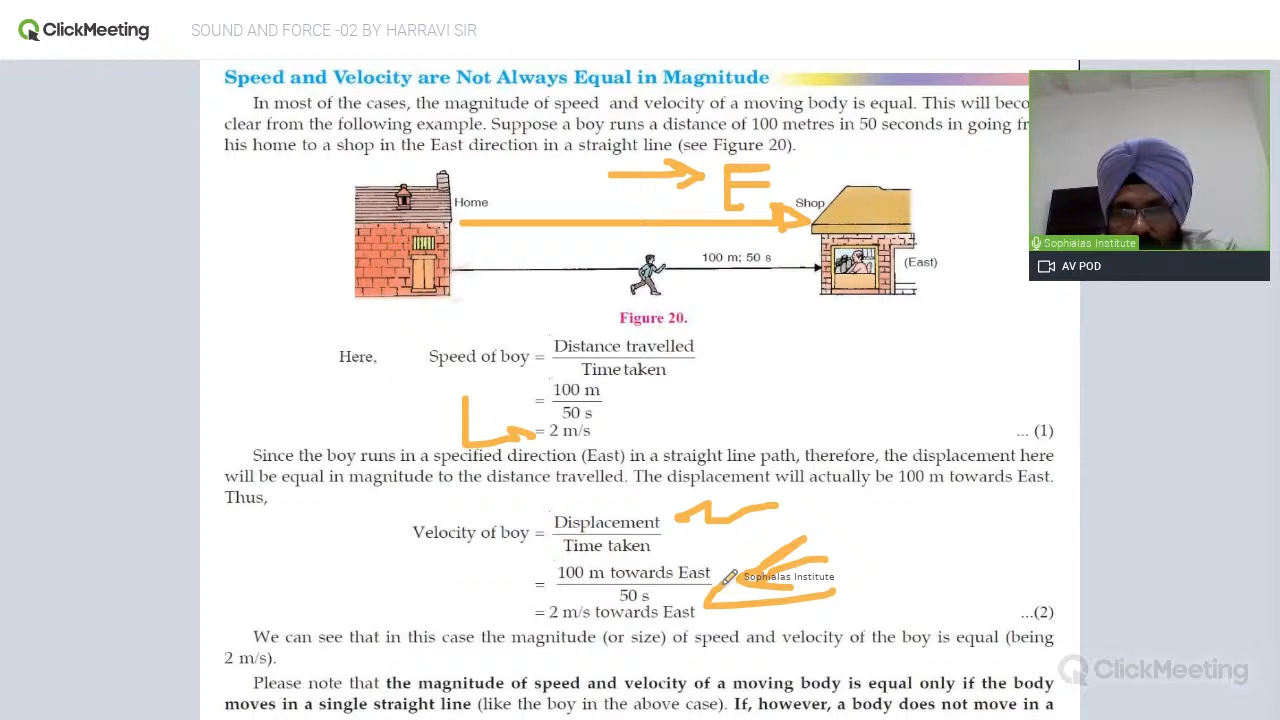 ClickMeeting
SOUND AND FORCE -02 BY HARRAVI SIR
Speed and Velocity are Not Always Equal in Magnitude
In most of the cases, the magnitude of speed and velocity of a moving body is equal. This will
clear from the following example. Suppose a boy runs a distance of 100 metres in 50 seconds in going
his home to a shop in the East direction in a straight line (see Figure 20).
E
Home
Shop
100 m; 50 s
(East)
Figure 20.
Here, Speed of boy = Distance travelled
Time taken
= 100 m
50 s
= 2 m/s ... (1)
Since the boy runs in a specified direction (East) in a straight line path, therefore, the displacement here
will be equal in magnitude to the distance travelled. The displacement will actually be 100 m towards East.
Thus,
Velocity of boy = Displacement
Time taken
= 100 m towards East
50 s
= 2 m/s towards East ...(2)
Sophialas Institute
We can see that in this case the magnitude (or size) of speed and velocity of the boy is equal (being
2 m/s).
Please note that the magnitude of speed and velocity of a moving body is equal only if the body
moves in a single straight line (like the boy in the above case). If, however, a body does not move in a
Sophialas Institute
AV POD
ClickMeeting